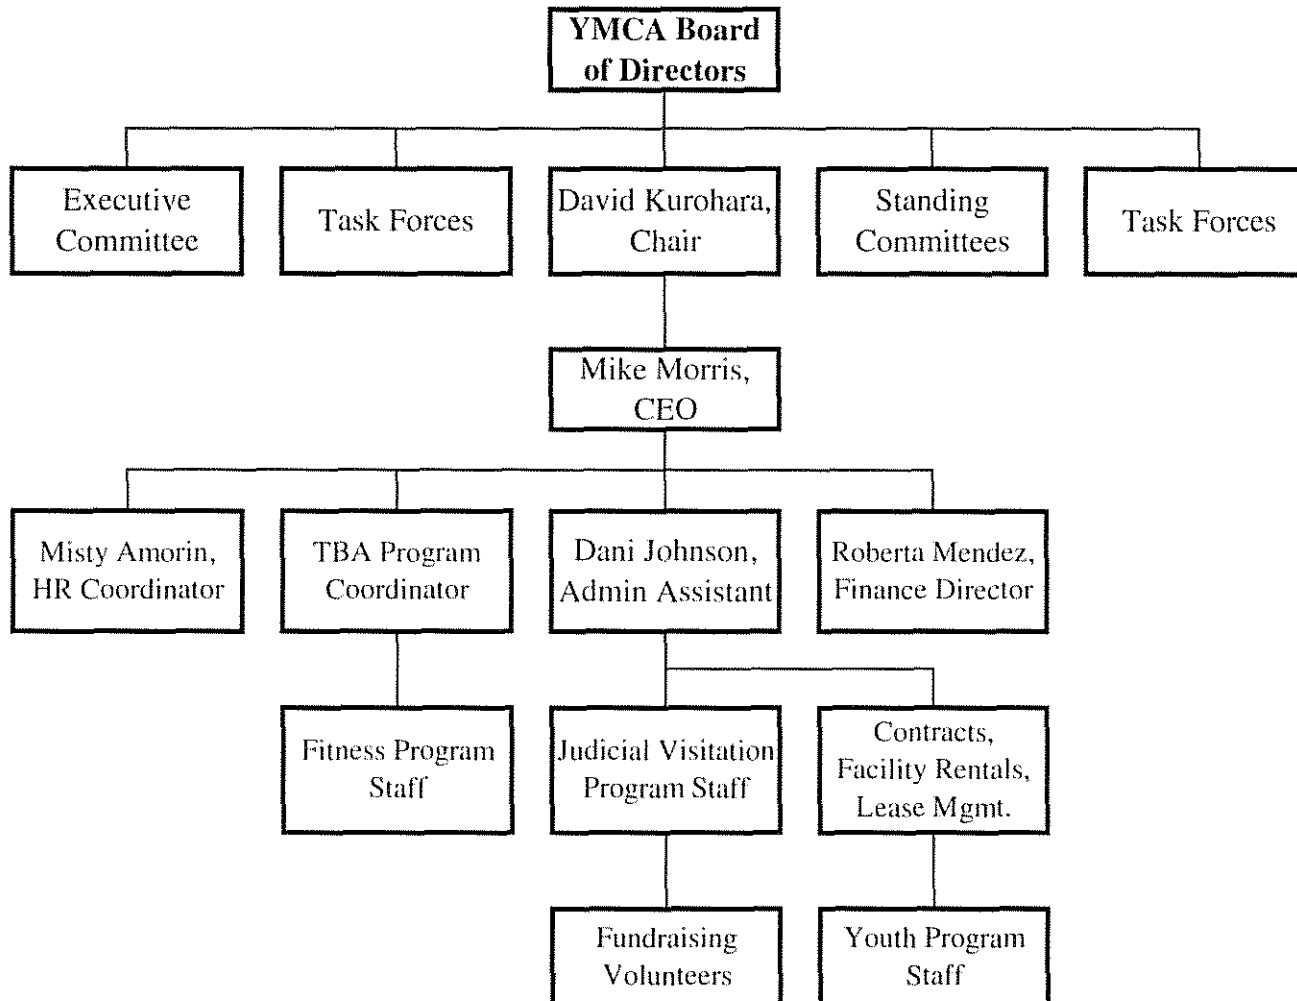 YMCA Board
of Directors
Executive
Committee
Task Forces
David Kurohara,
Chair
Standing
Committees
Task Forces
Mike Morris,
CEO
Misty Amorin,
HR Coordinator
TBA Program
Coordinator
Dani Johnson,
Admin Assistant
Roberta Mendez,
Finance Director
Fitness Program
Staff
Judicial Visitation
Program Staff
Contracts,
Facility Rentals,
Lease Mgmt.
Fundraising
Volunteers
Youth Program
Staff